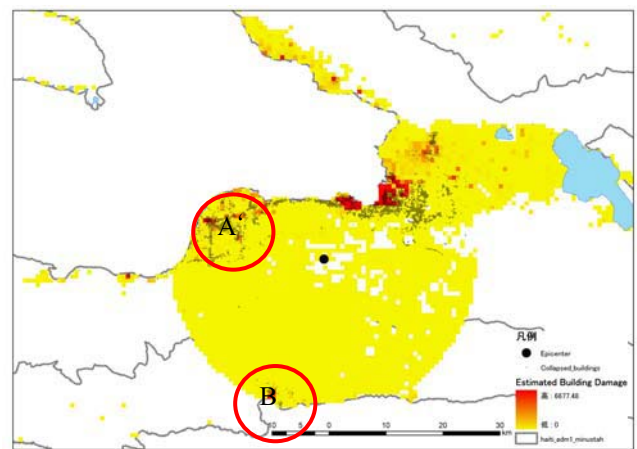 A
B
凡例
Epicenter
Collapsed_buildings
Estimated Building Damage
高 : 6877.48
低 : 0
haiti_adm1_minustah
10 5 0 10 20 30
km